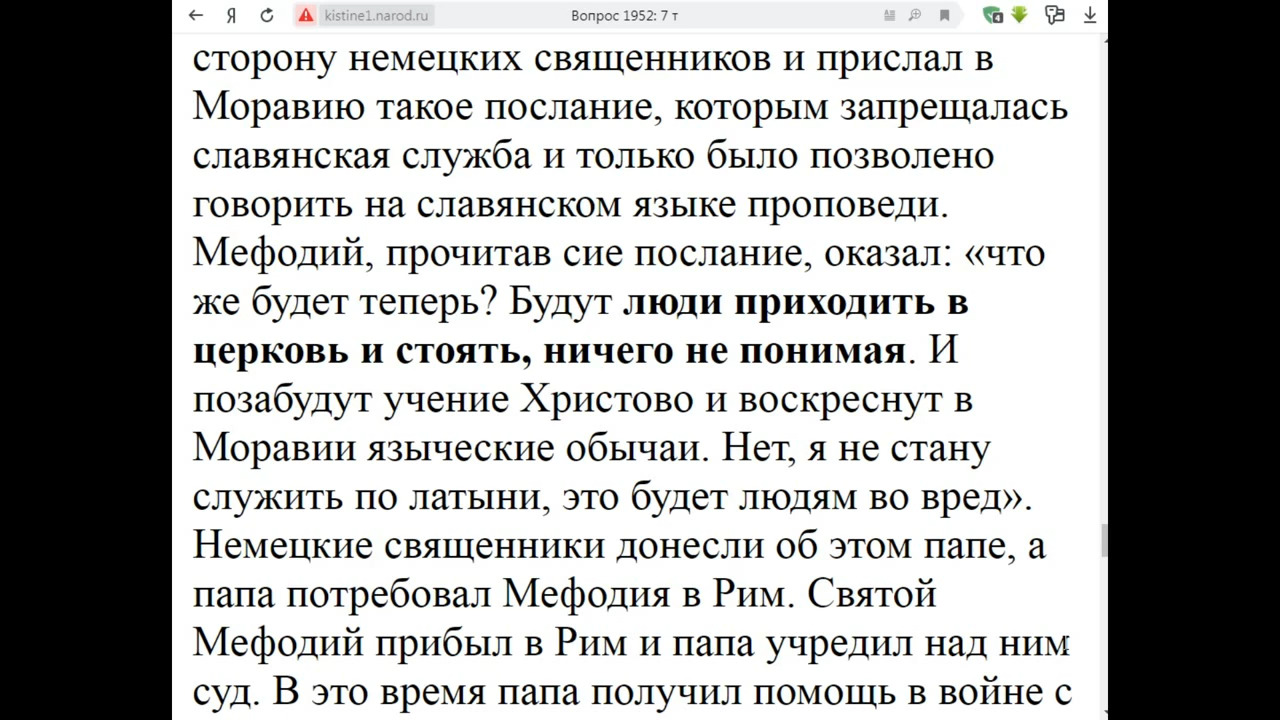 kistine1.narod.ru
Вопрос 1952: 7 т
4
сторону немецких священников и прислал в
Моравию такое послание, которым запрещалась
славянская служба и только было позволено
говорить на славянском языке проповеди.
Мефодий, прочитав сие послание, оказал: «что
же будет теперь? Будут люди приходить в
церковь и стоять, ничего не понимая. И
позабудут учение Христово и воскреснут в
Моравии языческие обычаи. Нет, я не стану
служить по латыни, это будет людям во вред».
Немецкие священники донесли об этом папе, а
папа потребовал Мефодия в Рим. Святой
Мефодий прибыл в Рим и папа учредил над ним
суд. В это время папа получил помощь в войне с